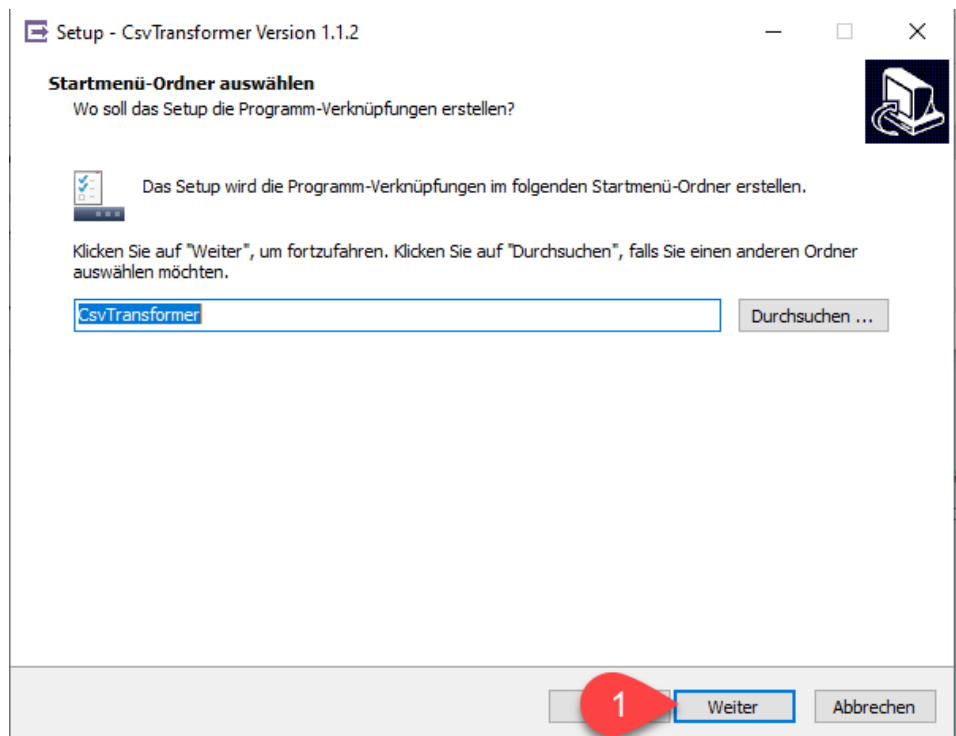 Setup - CsvTransformer Version 1.1.2
Startmenü-Ordner auswählen
Wo soll das Setup die Programm-Verknüpfungen erstellen?
Das Setup wird die Programm-Verknüpfungen im folgenden Startmenü-Ordner erstellen.
Klicken Sie auf "Weiter", um fortzufahren. Klicken Sie auf "Durchsuchen", falls Sie einen anderen Ordner
auswählen möchten.
CsvTransformer
Durchsuchen ...
1
Weiter
Abbrechen